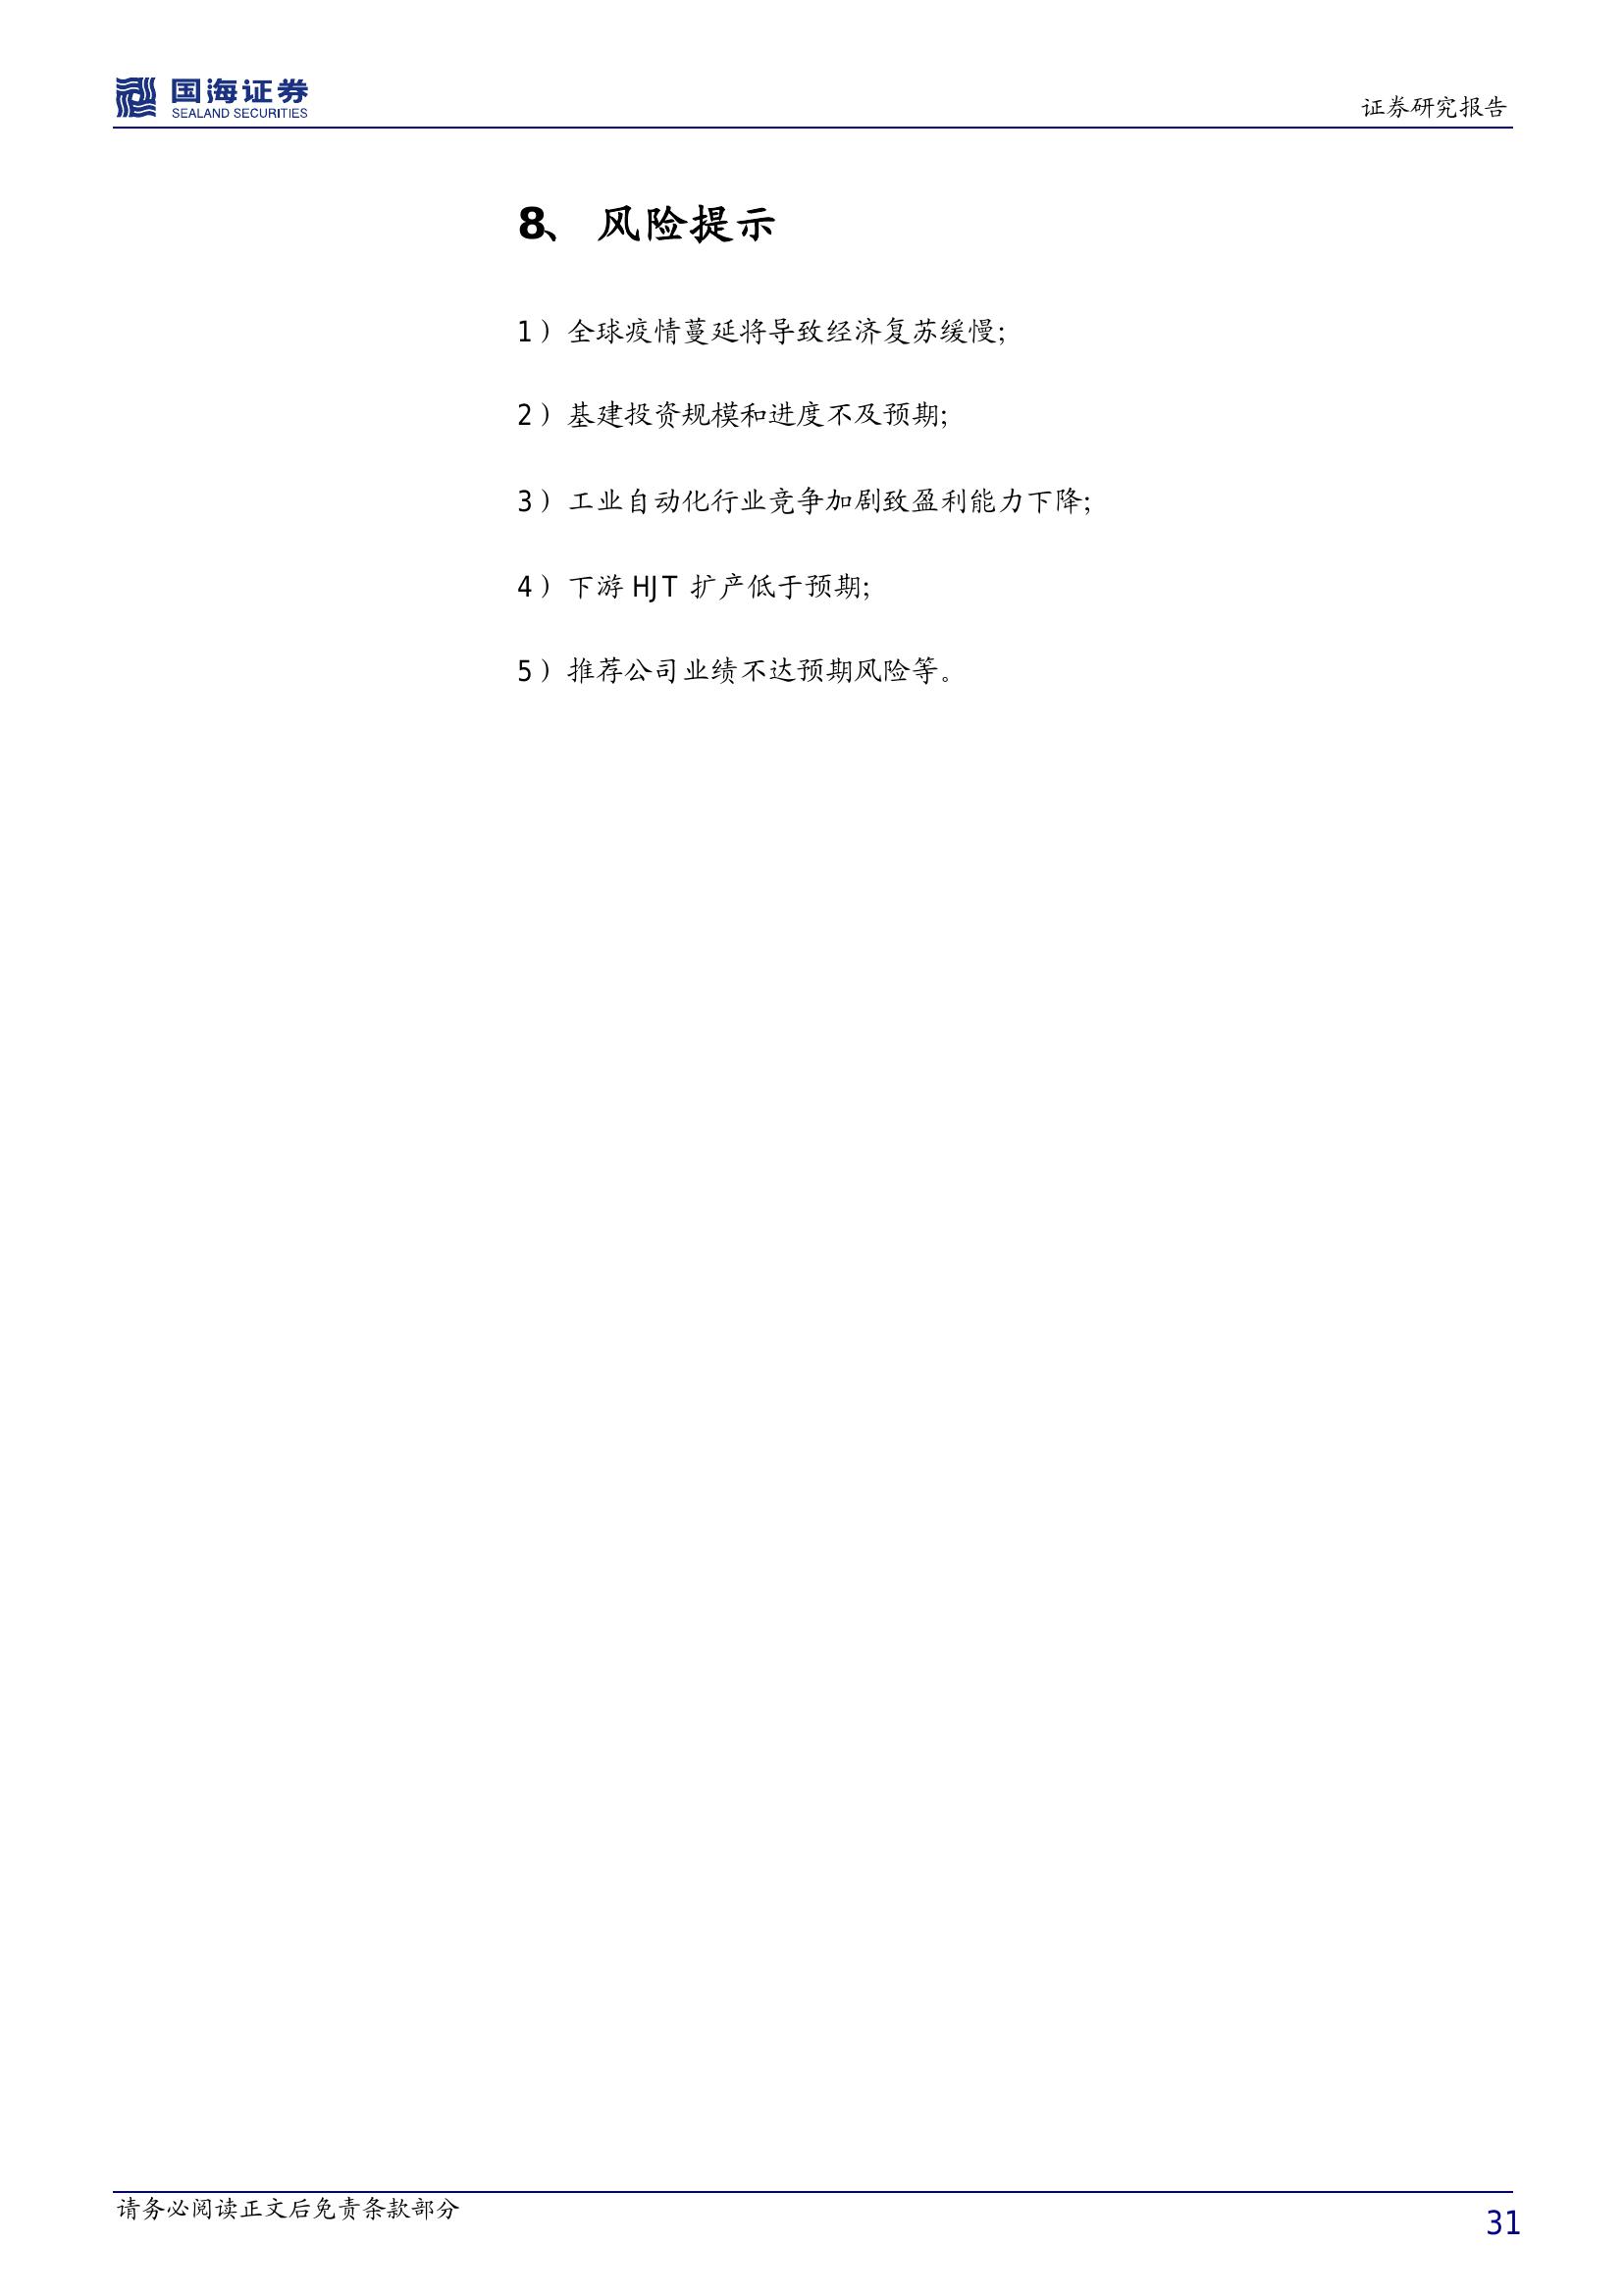 国海证券
SEALAND SECURITIES
证券研究报告
8、 风险提示
1）全球疫情蔓延将导致经济复苏缓慢;
2）基建投资规模和进度不及预期;
3）工业自动化行业竞争加剧致盈利能力下降;
4）下游 HJT 扩产低于预期;
5）推荐公司业绩不达预期风险等。
请务必阅读正文后免责条款部分
31